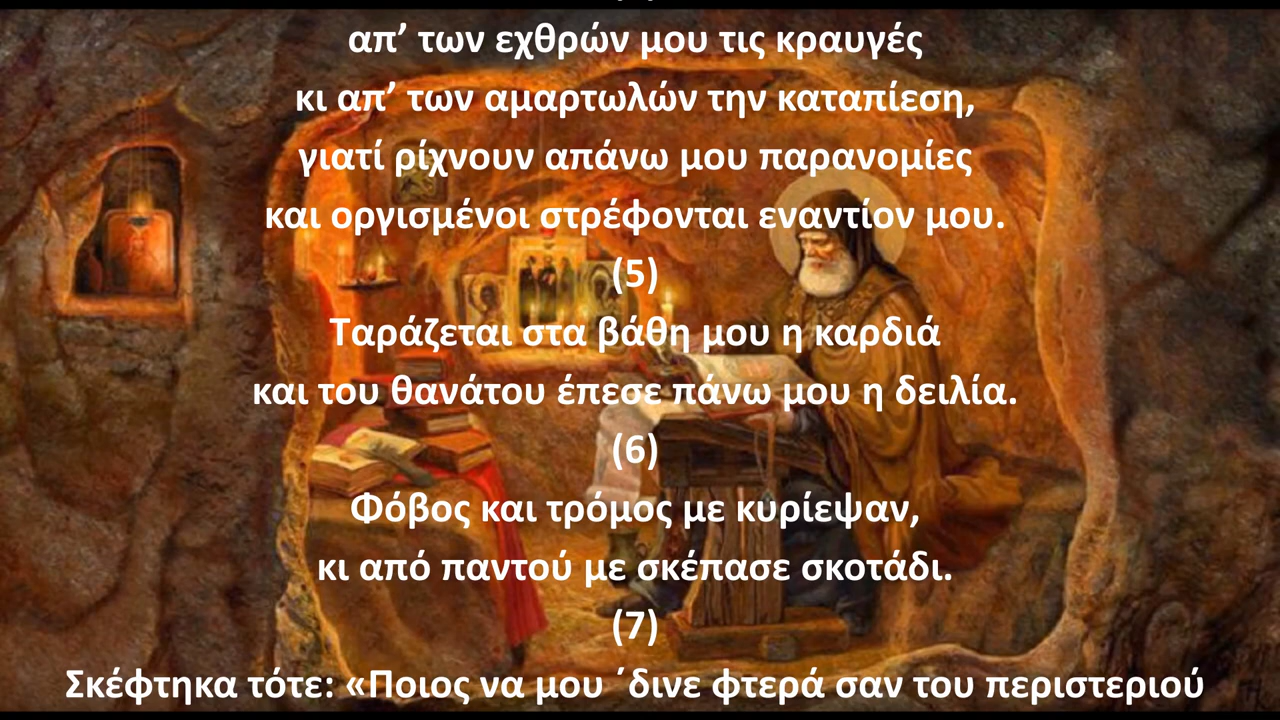 απ’ των εχθρών μου τις κραυγές
κι απ’ των αμαρτωλών την καταπίεση,
γιατί ρίχνουν απάνω μου παρανομίες
και οργισμένοι στρέφονται εναντίον μου.
(5)
Ταράζεται στα βάθη μου η καρδιά
και του θανάτου έπεσε πάνω μου η δειλία.
(6)
Φόβος και τρόμος με κυρίεψαν,
κι από παντού με σκέπασε σκοτάδι.
(7)
Σκέφτηκα τότε: «Ποιος να μου ΄δινε φτερά σαν του περιστεριού